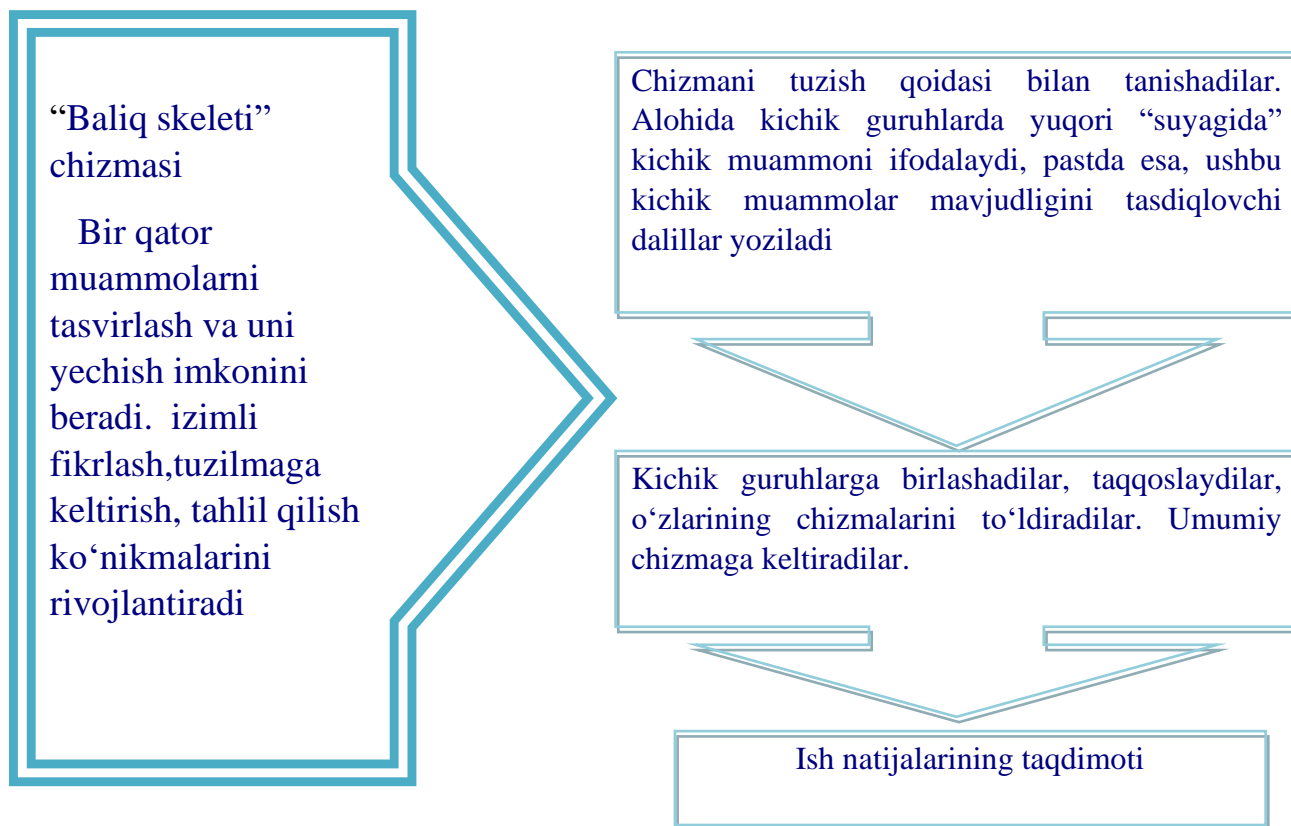 “Baliq skeleti”
chizmasi
Bir qator
muammolarni
tasvirlash va uni
yechish imkonini
beradi. izimli
fikrlash,tuzilmaga
keltirish, tahlil qilish
ko‘nikmalarini
rivojlantiradi
Chizmani tuzish qoidasi bilan tanishadilar.
Alohida kichik guruhlarda yuqori “suyagida”
kichik muammoni ifodalaydi, pastda esa, ushbu
kichik muammolar mavjudligini tasdiqlovchi
dalillar yoziladi
Kichik guruhlarga birlashadilar, taqqoslaydilar,
o‘zlarining chizmalarini to‘ldiradilar. Umumiy
chizmaga keltiradilar.
Ish natijalarining taqdimoti